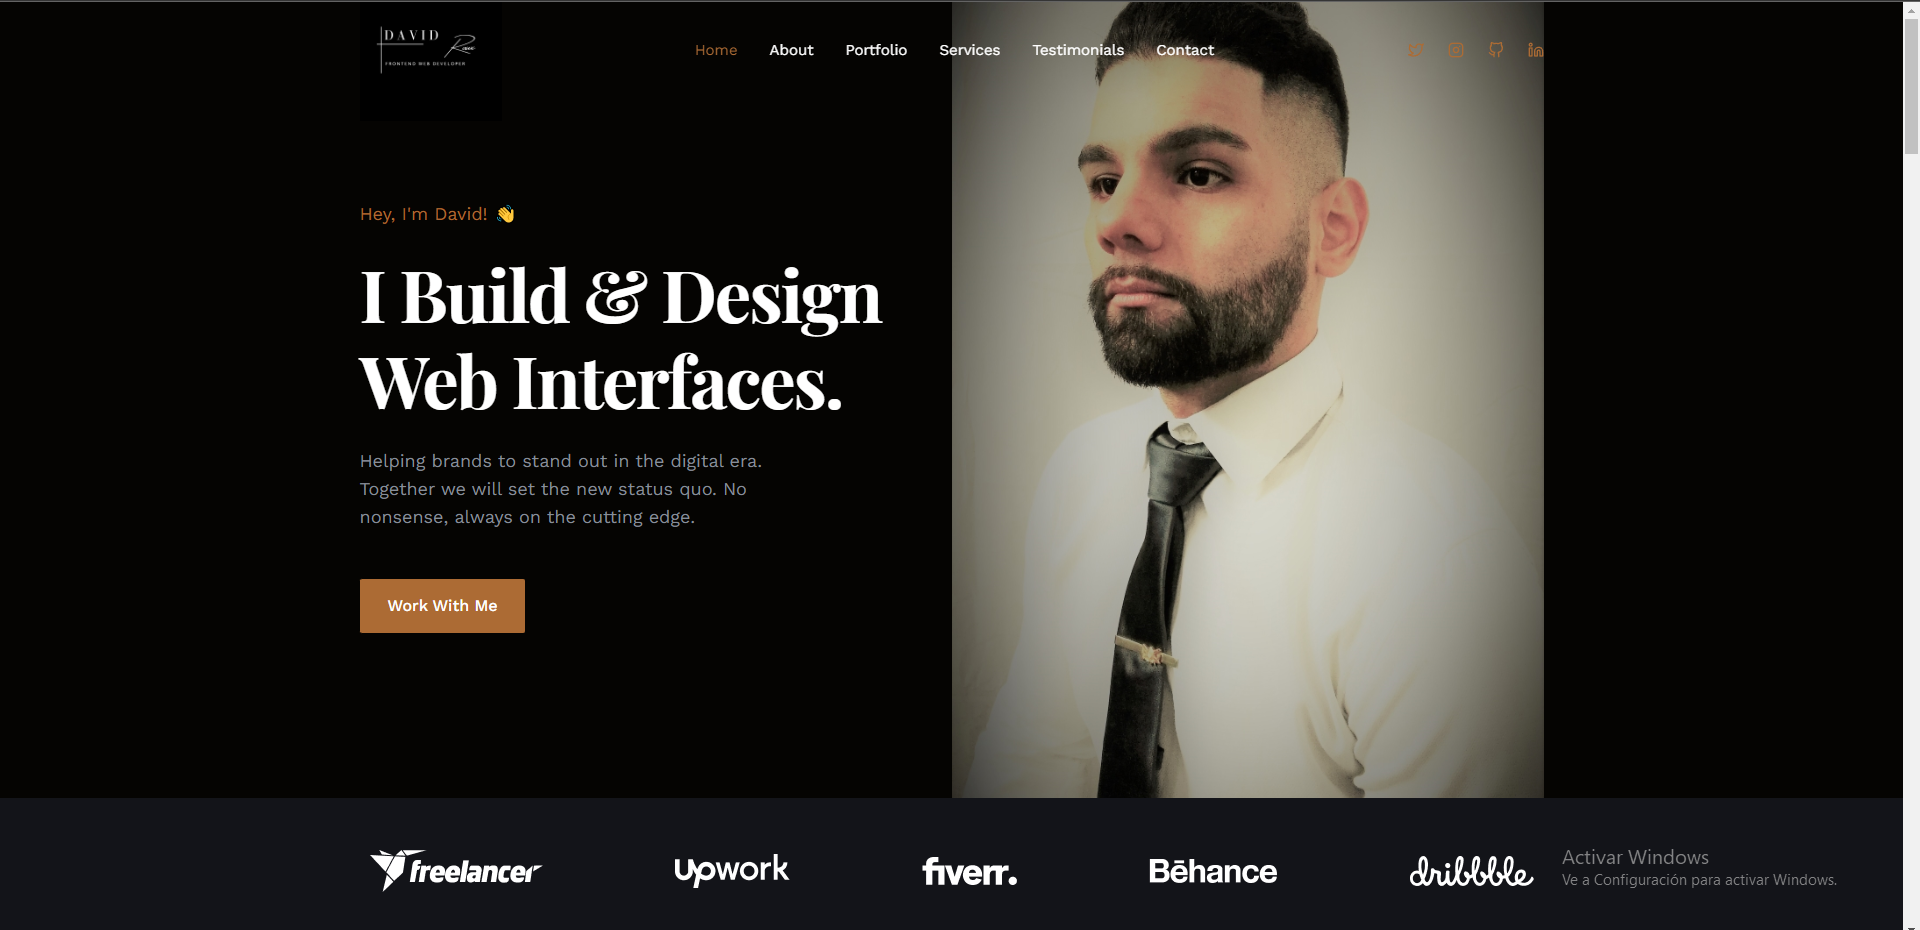 DAVID
FRONTEND WEB DEVELOPER
Home About Portfolio Services Testimonials Contact
Hey, I'm David! 👋
I Build & Design
Web Interfaces.
Helping brands to stand out in the digital era.
Together we will set the new status quo. No
nonsense, always on the cutting edge.
Work With Me
freelancer Upwork fiverr. Bēhance dribbble
Activar Windows
Ve a Configuración para activar Windows.